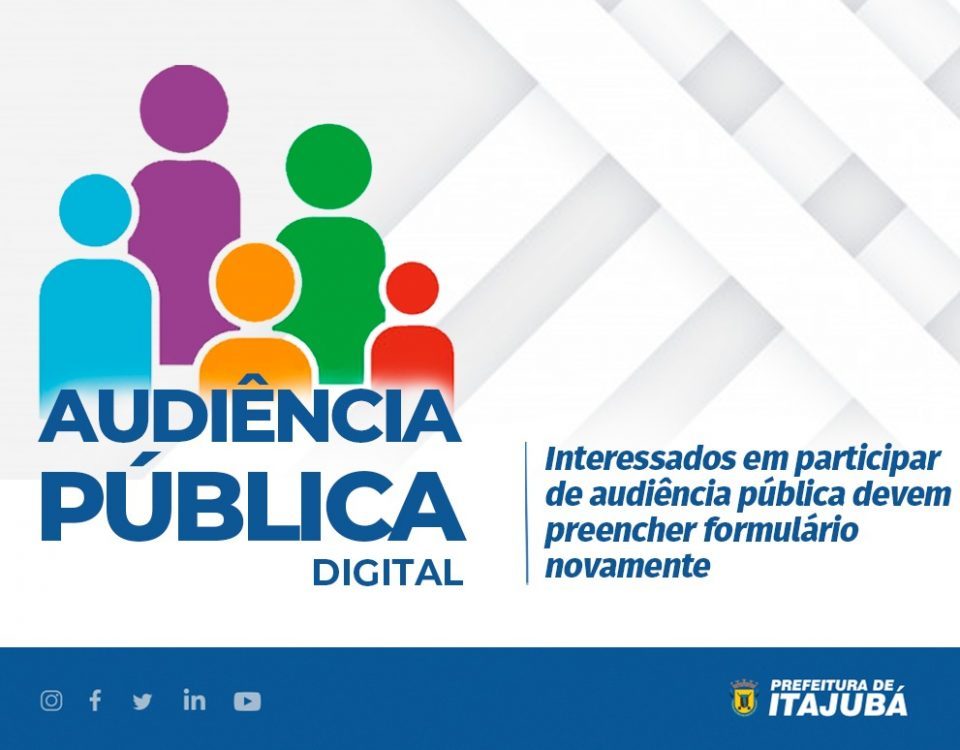 AUDIÊNCIA
PÚBLICA
DIGITAL
Interessados em participar
de audiência pública devem
preencher formulário
novamente
PREFEITURA DE
ITAJUBÁ